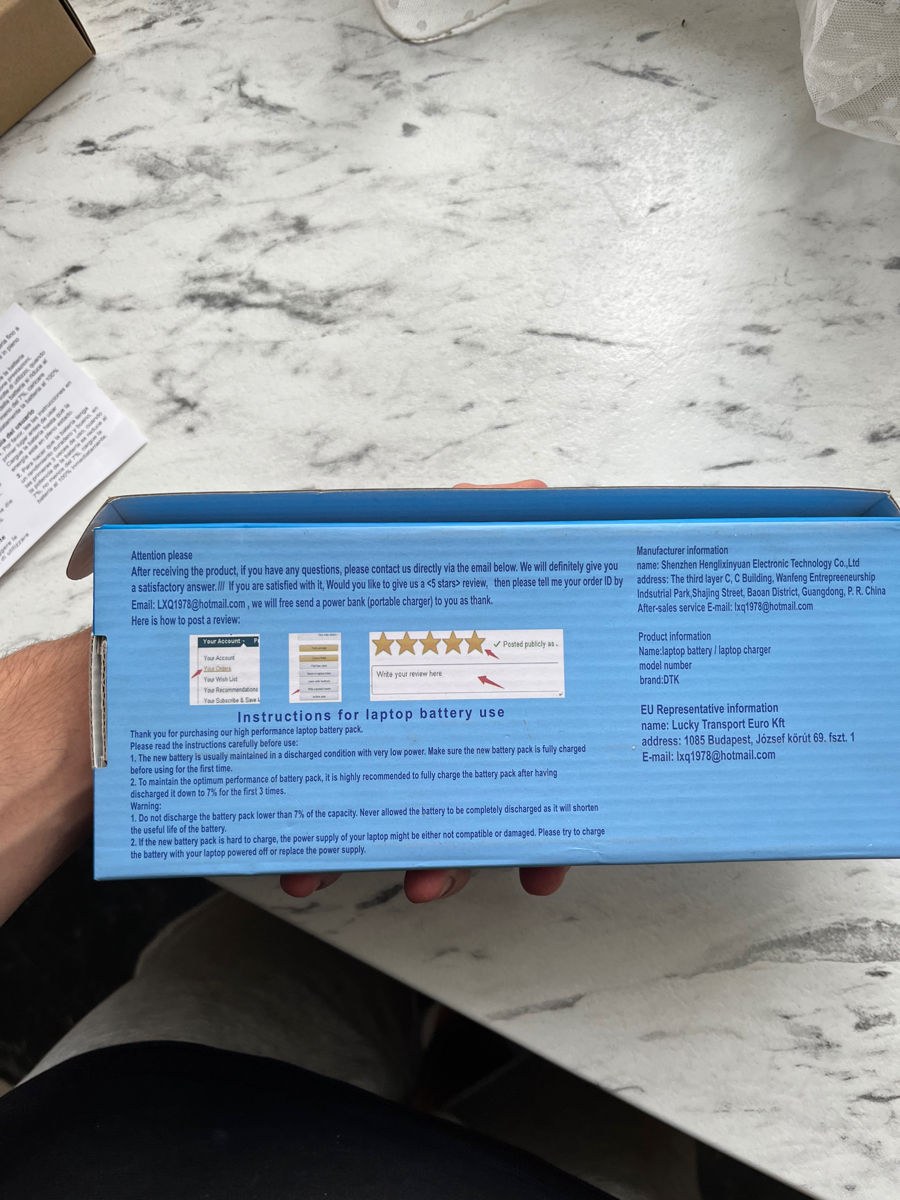 Attention please
After receiving the product, if you have any questions, please contact us directly via the email below. We will definitely give you
a satisfactory answer./// If you are satisfied with it, Would you like to give us a <5 stars> review, then please tell me your order ID by
Email: LXQ1978@hotmail.com , we will free send a power bank (portable charger) to you as thank.
Here is how to post a review:
Your Account
Your Account
Your Orders
Your Wish List
Your Recommendations
Your Subscribe & Save
Posted publicly as
Write your review here
Instructions for laptop battery use
Thank you for purchasing our high performance laptop battery pack.
Please read the instructions carefully before use:
1. The new battery is usually maintained in a discharged condition with very low power. Make sure the new battery pack is fully charged
before using for the first time.
2. To maintain the optimum performance of battery pack, it is highly recommended to fully charge the battery pack after having
discharged it down to 7% for the first 3 times.
Warning:
1. Do not discharge the battery pack lower than 7% of the capacity. Never allowed the battery to be completely discharged as it will shorten
the useful life of the battery.
2. If the new battery pack is hard to charge, the power supply of your laptop might be either not compatible or damaged. Please try to charge
the battery with your laptop powered off or replace the power supply.
Manufacturer information
name: Shenzhen Henglixinyuan Electronic Technology Co.,Ltd
address: The third layer C, C Building, Wanfeng Entrepreeneurship
Indsutrial Park,Shajing Street, Baoan District, Guangdong, P. R. China
After-sales service E-mail: lxq1978@hotmail.com
Product information
Name:laptop battery / laptop charger
model number
brand:DTK
EU Representative information
name: Lucky Transport Euro Kft
address: 1085 Budapest, József körút 69. fszt. 1
E-mail: lxq1978@hotmail.com